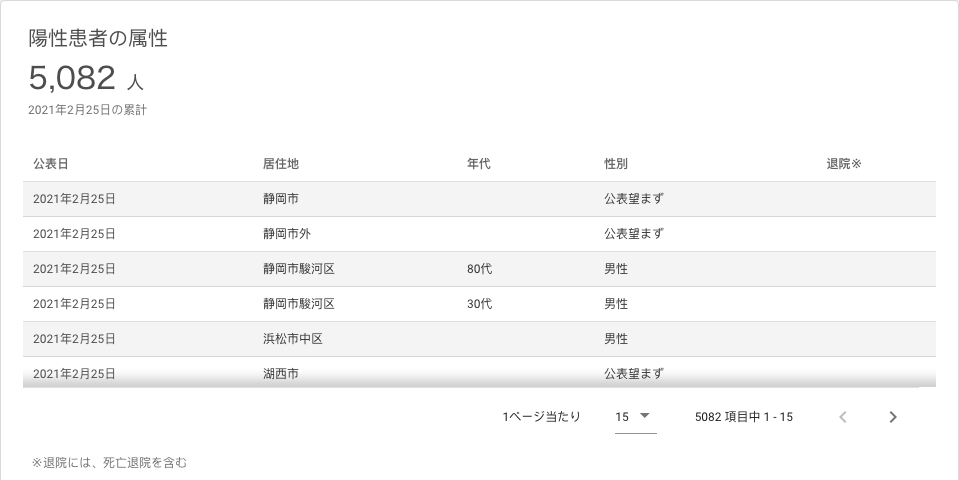 陽性患者の属性
5,082 人
2021年2月25日の累計
公表日 居住地 年代 性別 退院※
2021年2月25日 静岡市 公表望まず
2021年2月25日 静岡市外 公表望まず
2021年2月25日 静岡市駿河区 80代 男性
2021年2月25日 静岡市駿河区 30代 男性
2021年2月25日 浜松市中区 男性
2021年2月25日 湖西市 公表望まず
1ページ当たり 15 5082 項目中 1 - 15
※退院には、死亡退院を含む